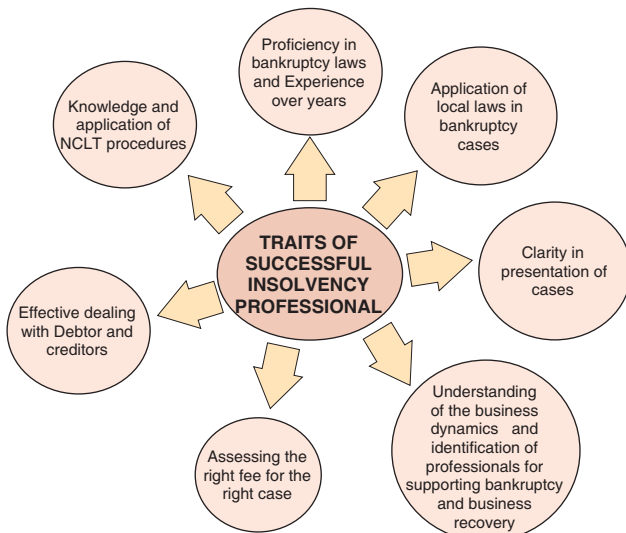 Proficiency in
bankruptcy laws
and Experience
over years
Knowledge and
application of
NCLT procedures
Application of
local laws in
bankruptcy
cases
TRAITS OF
SUCCESSFUL
INSOLVENCY
PROFESSIONAL
Clarity in
presentation of
cases
Effective dealing
with Debtor and
creditors
Assessing the
right fee for the
right case
Understanding
of the business
dynamics and
identification of
professionals for
supporting bankruptcy
and business
recovery